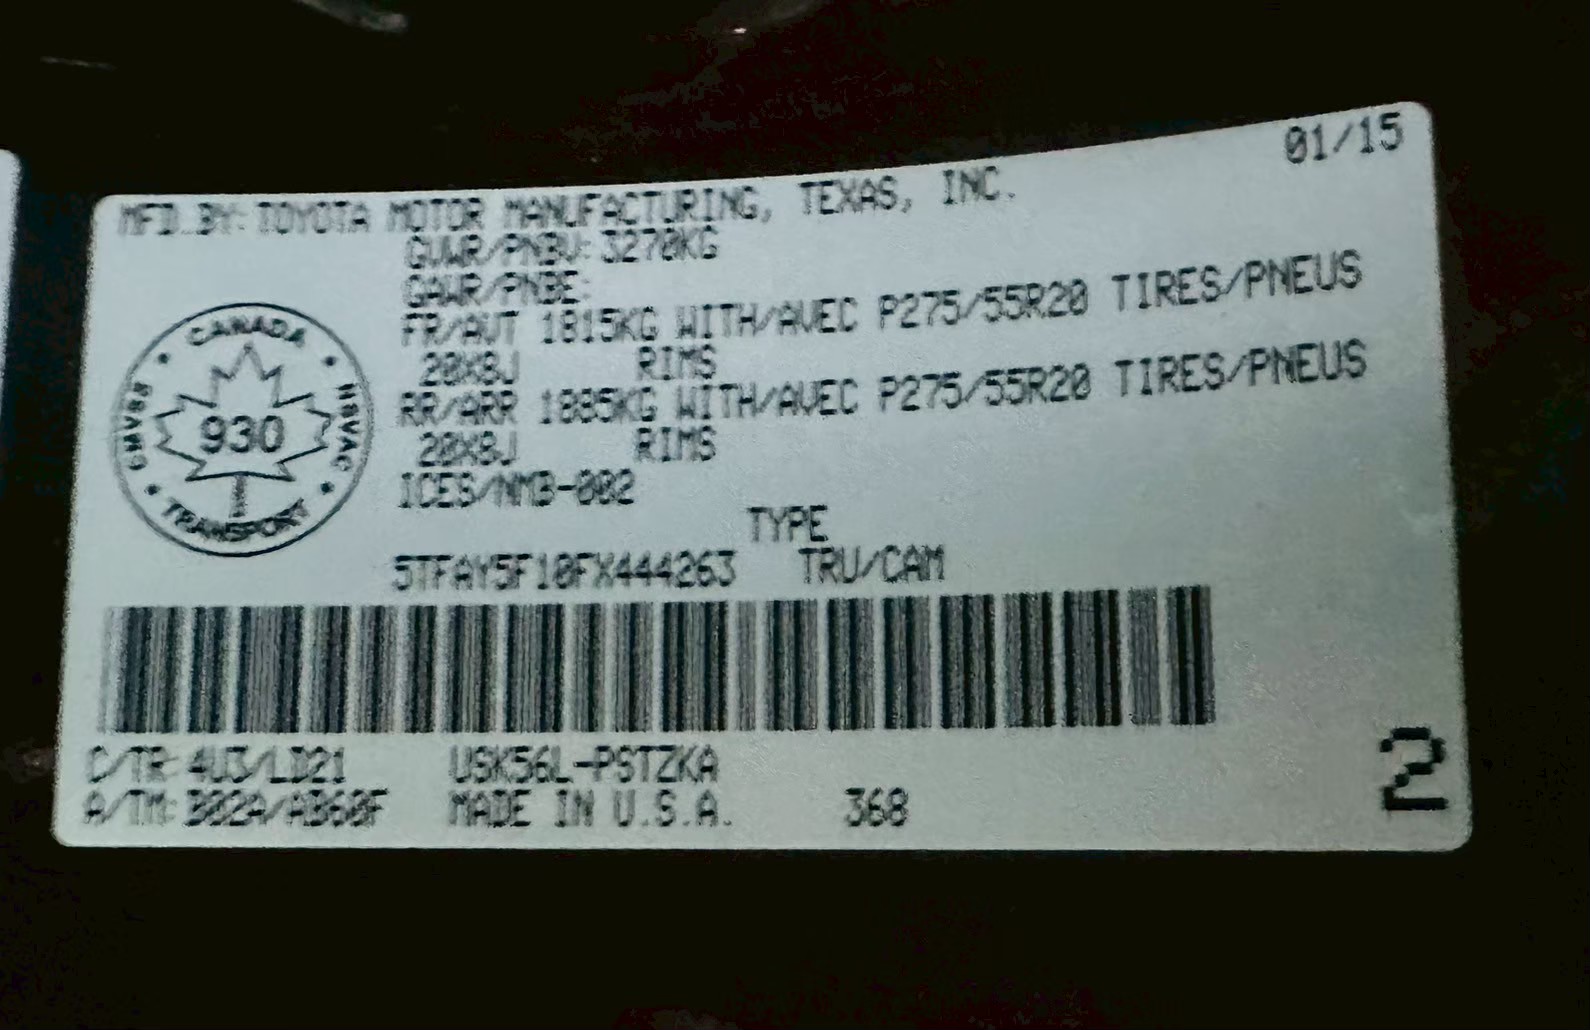 01/15
MFD.BY: TOYOTA MOTOR MANUFACTURING, TEXAS, INC.
GVWR/PNBV: 3270KG
GAWR/PNBE:
FR/AVT 1815KG WITH/AVEC P275/55R20 TIRES/PNEUS
20X8J RIMS
RR/ARR 1885KG WITH/AVEC P275/55R20 TIRES/PNEUS
20X8J RIMS
ICES/NMB-002
CANADA
CMVSS
NSVAC
930
TRANSPORT
TYPE
5TFAY5F10FX444263 TRU/CAM
C/TR: 4U3/LD21 USK56L-PSTZKA
A/TM: B02A/AB60F MADE IN U.S.A. 368
2